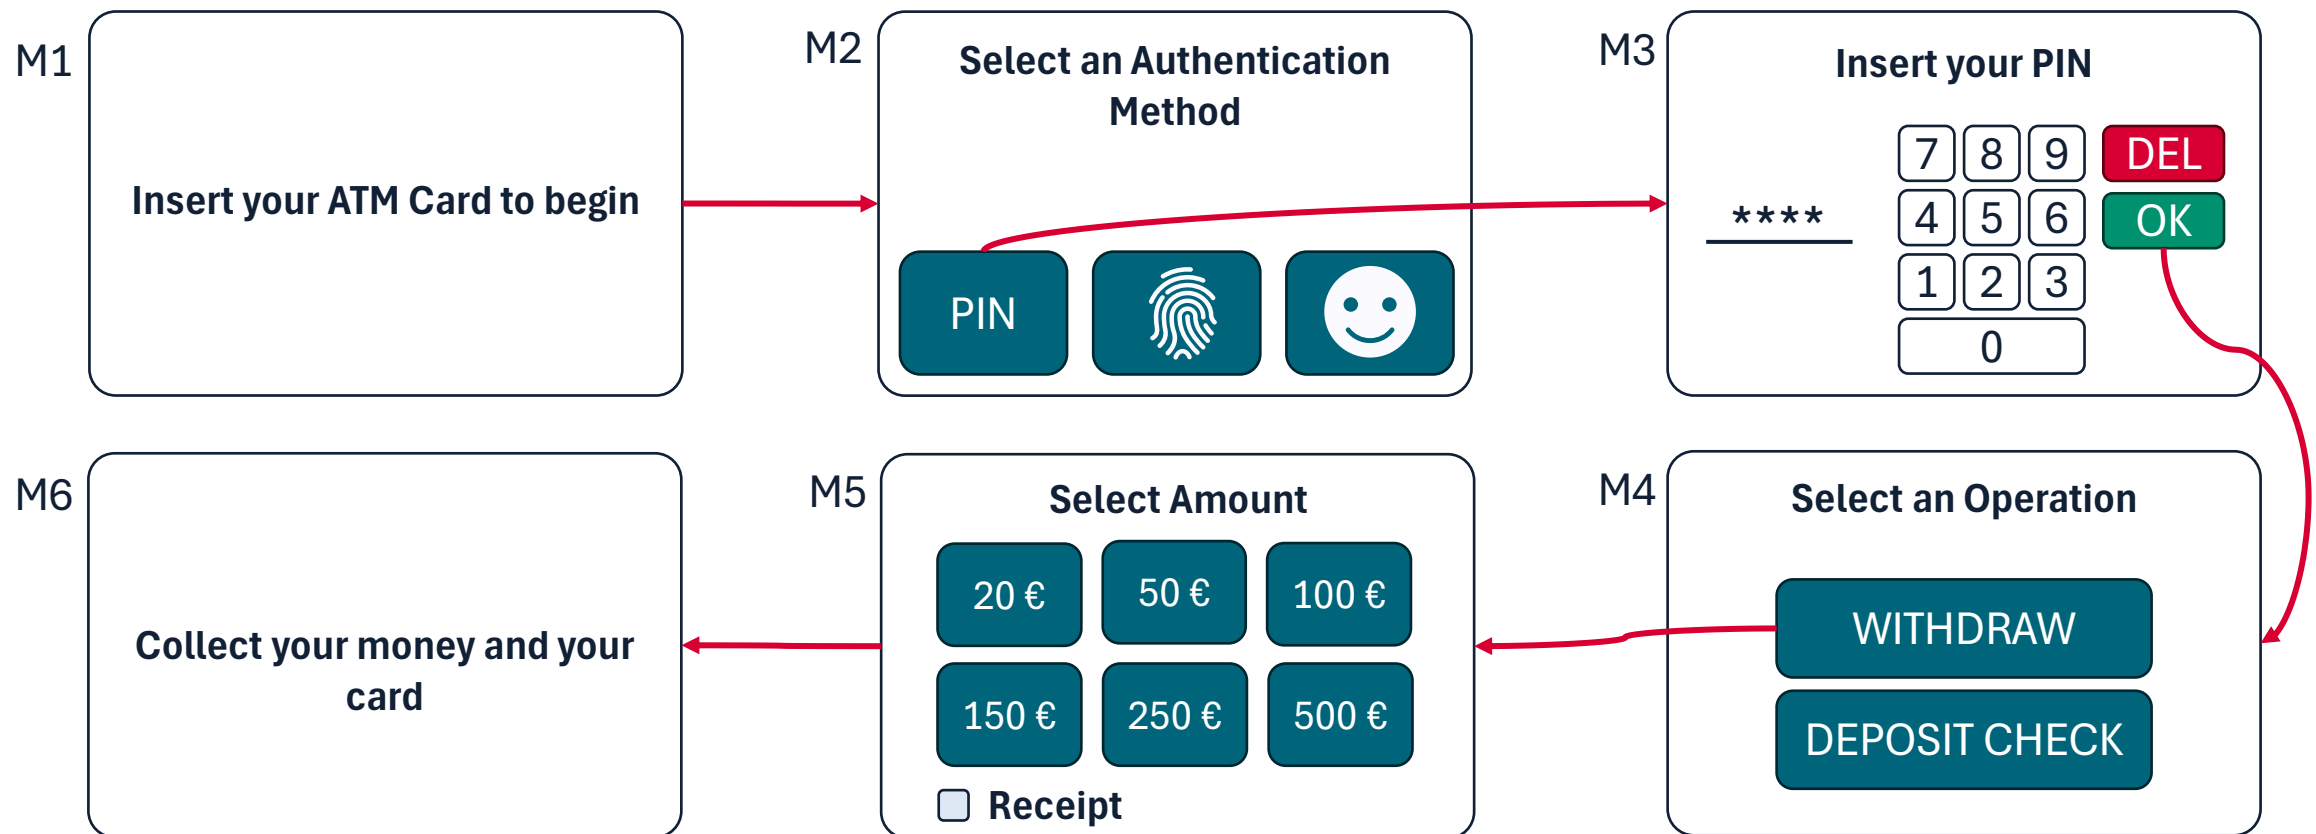 M1
Insert your ATM Card to begin
M2
Select an Authentication
Method
PIN
M3
Insert your PIN
****
7 8 9 DEL
4 5 6 OK
1 2 3
0
M6
Collect your money and your
card
M5
Select Amount
20 € 50 € 100 €
150 € 250 € 500 €
Receipt
M4
Select an Operation
WITHDRAW
DEPOSIT CHECK